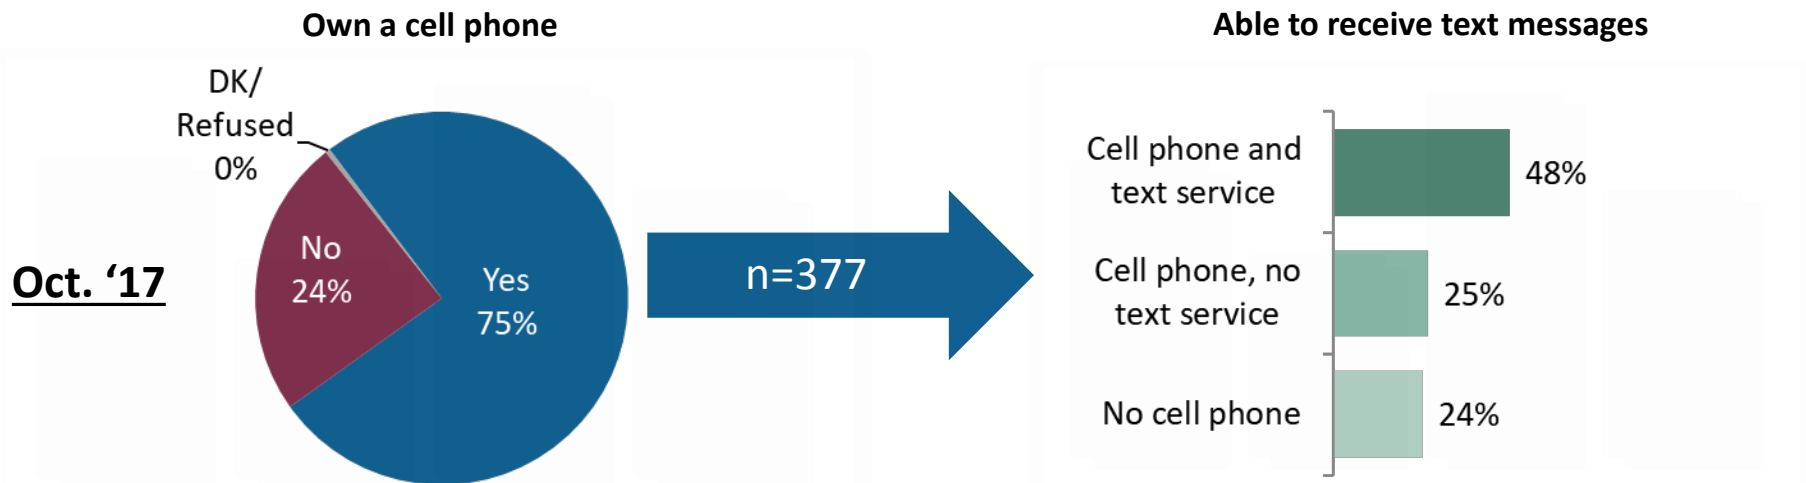 Own a cell phone
DK/
Refused
0%
No
24%
Yes
75%
Oct. ‘17
n=377
Able to receive text messages
Cell phone and
text service
48%
Cell phone, no
text service
25%
No cell phone
24%